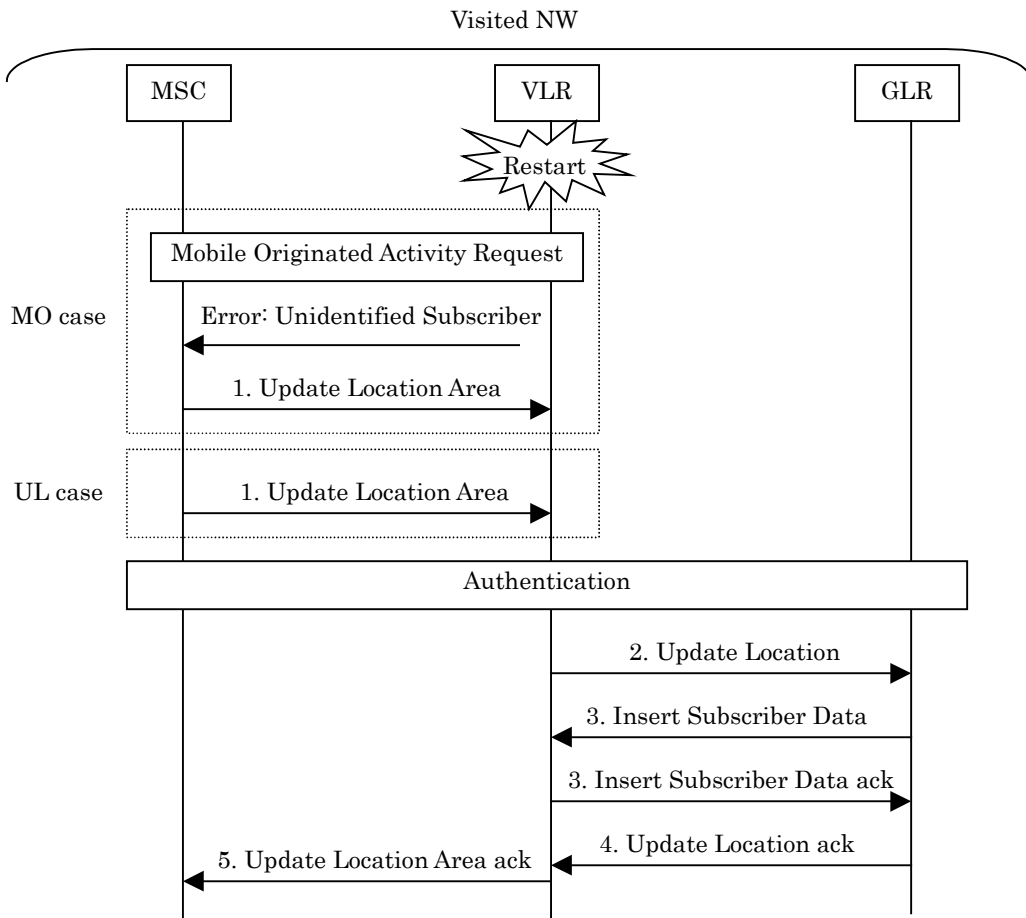 Visited NW
MSC
VLR
GLR
Restart
Mobile Originated Activity Request
MO case
Error: Unidentified Subscriber
1. Update Location Area
UL case
1. Update Location Area
Authentication
2. Update Location
3. Insert Subscriber Data
3. Insert Subscriber Data ack
4. Update Location ack
5. Update Location Area ack